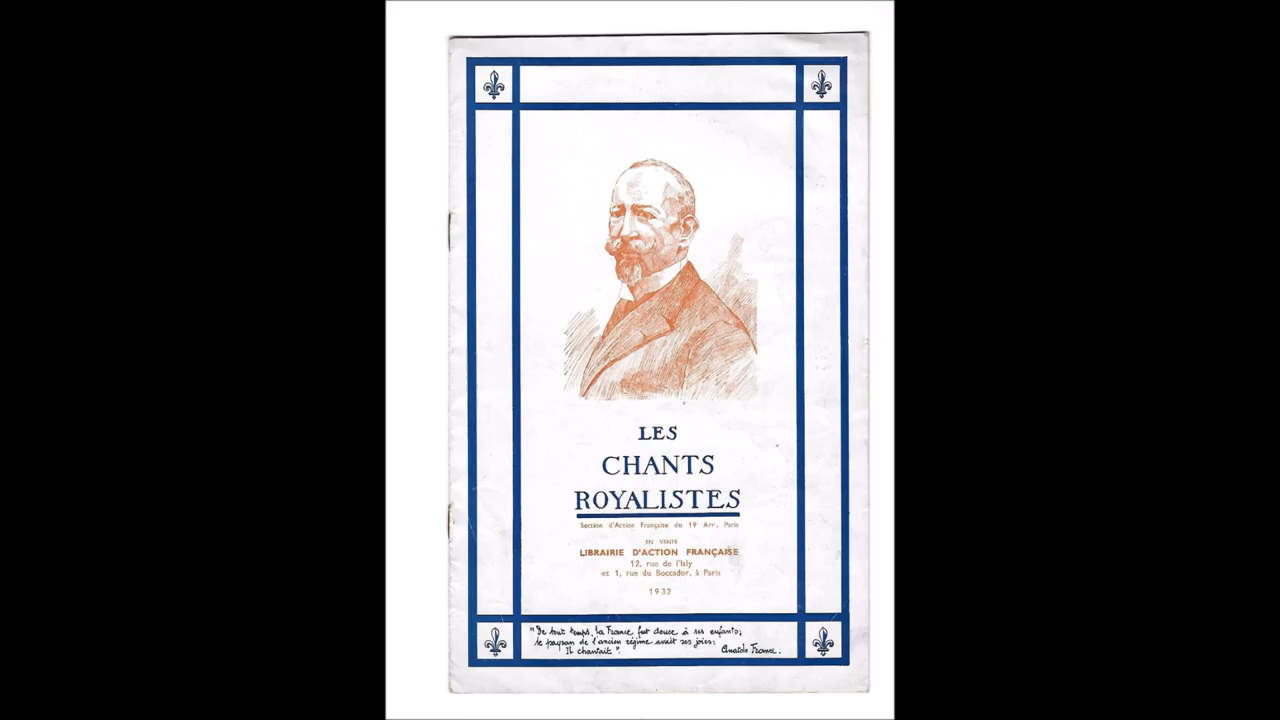 LES
CHANTS
ROYALISTES
Section d'Action Française du 19 Arr. Paris
EN VENTE
LIBRAIRIE D'ACTION FRANÇAISE
12, rue de l'Isly
et 1, rue du Boccador, à Paris
1932
"De tout temps, la France fut douce à ses enfants;
le paysan de l'ancien régime avait ses joies:
Il chantait".
Anatole France.